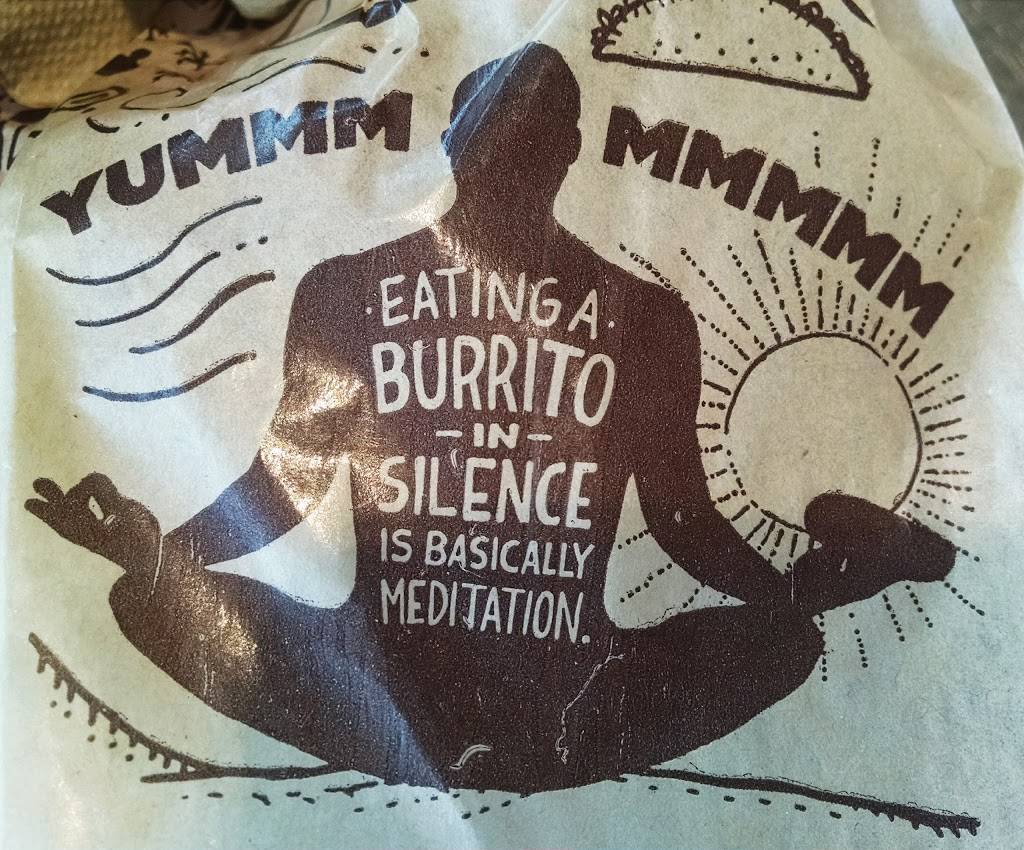 YUMMM MMMMMM
·EATING A·
BURRITO
- IN -
SILENCE
IS BASICALLY
MEDITATION.